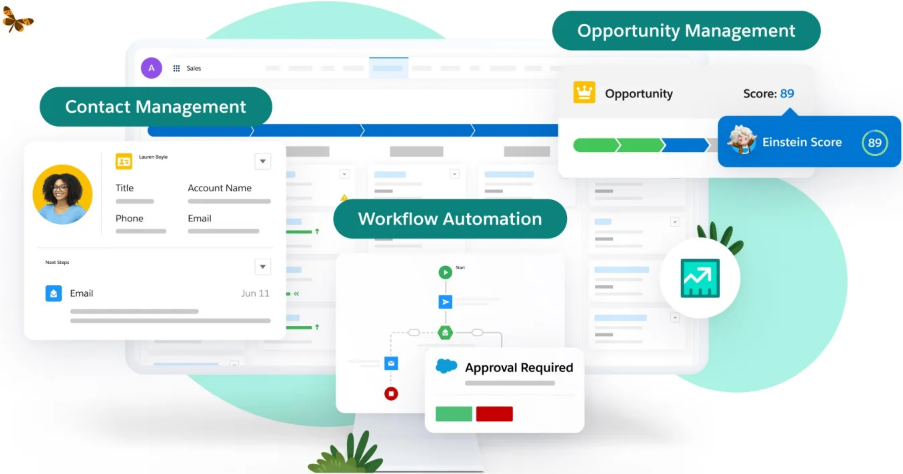 Opportunity Management
A
Sales
Opportunity
Score: 89
Contact Management
Einstein Score
89
Lauren Boyle
Title
Account Name
Phone
Email
Workflow Automation
Next Steps
Start
Email
Jun 11
Approval Required